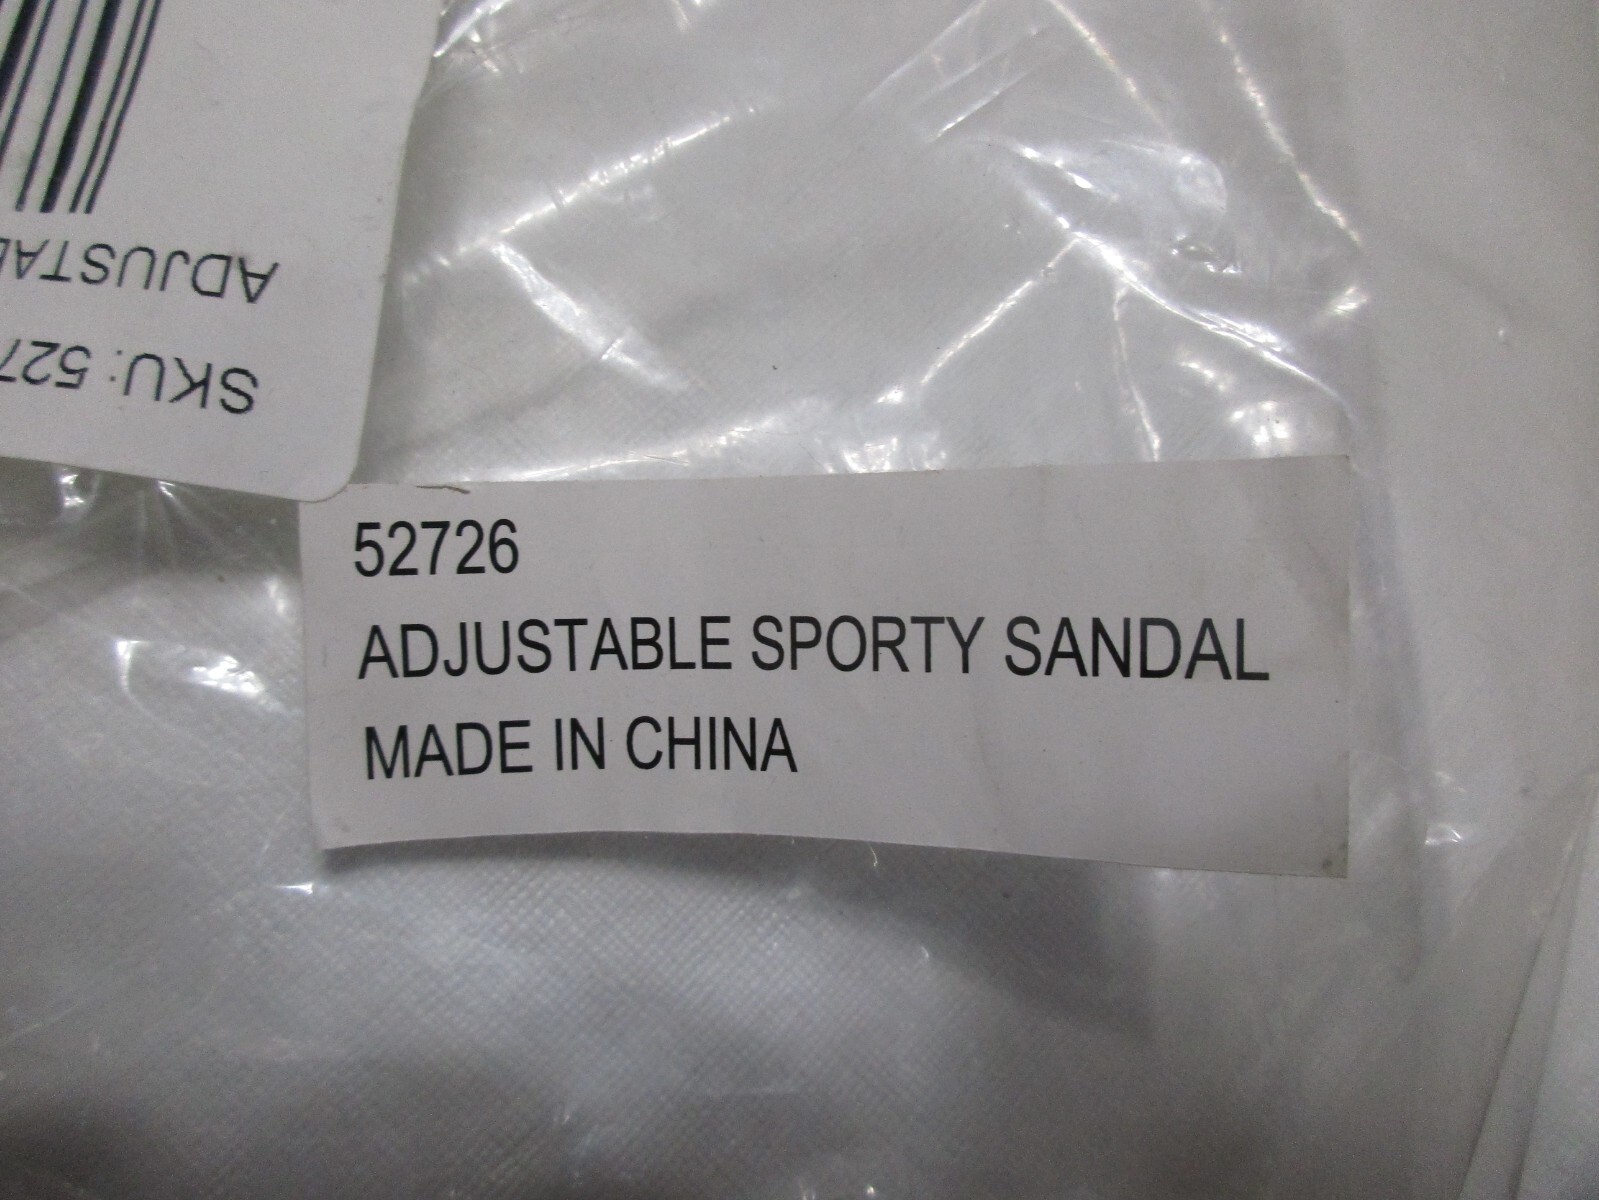 52726
ADJUSTABLE SPORTY SANDAL
MADE IN CHINA
SKU: 527
ADJUSTAB